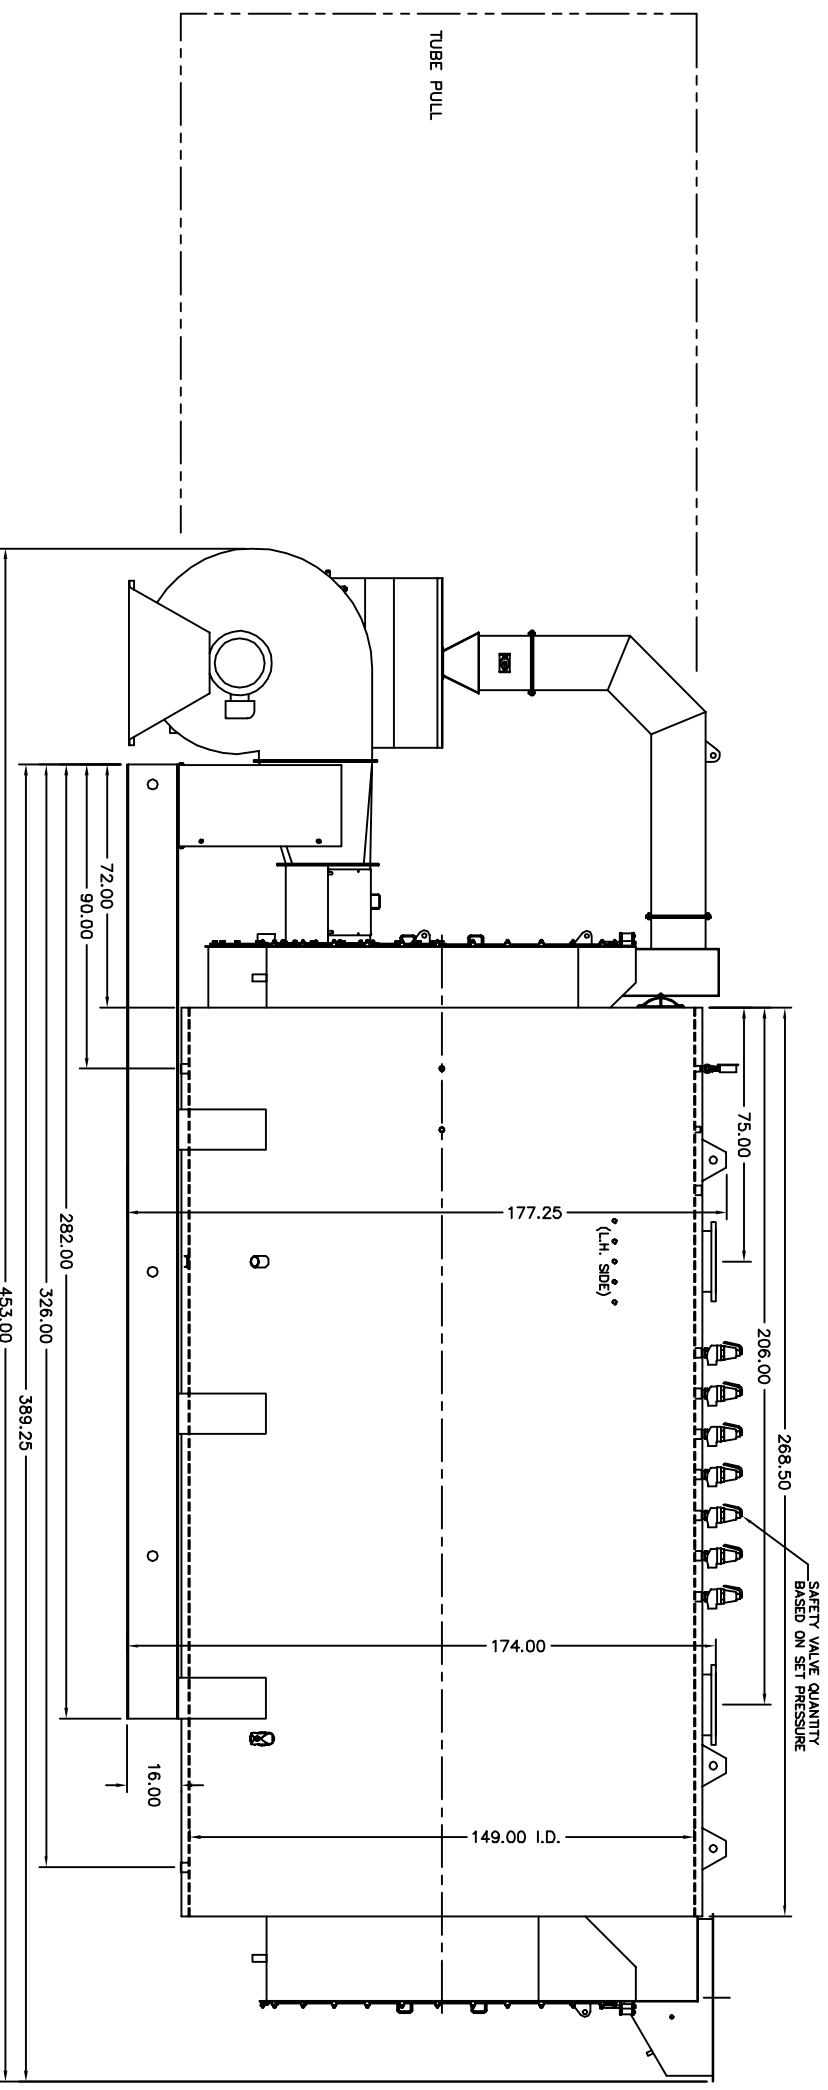 TUBE PULL
SAFETY VALVE QUANTITY
BASED ON SET PRESSURE
268.50
206.00
75.00
177.25
(L.H. SIDE)
174.00
149.00 I.D.
16.00
72.00
90.00
282.00
326.00
389.25
453.00